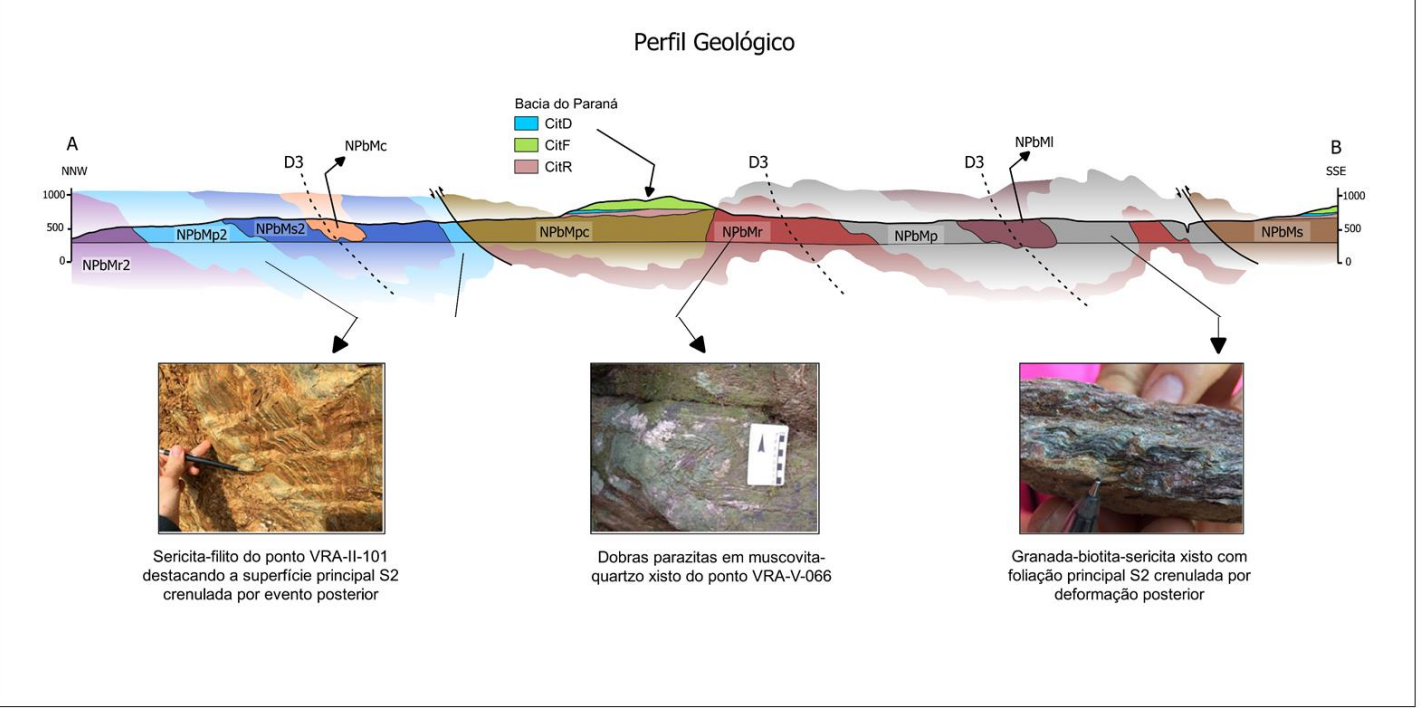 Perfil Geológico
Bacia do Paraná
CitD
CitF
CitR
A
NNW
B
SSE
D3
NPbMc
D3
D3
NPbMl
1000
500
0
1000
500
0
NPbMr2
NPbMp2
NPbMs2
NPbMpc
NPbMr
NPbMp
NPbMs
Sericita-filito do ponto VRA-II-101
destacando a superfície principal S2
crenulada por evento posterior
Dobras parazitas em muscovita-
quartzo xisto do ponto VRA-V-066
Granada-biotita-sericita xisto com
foliação principal S2 crenulada por
deformação posterior